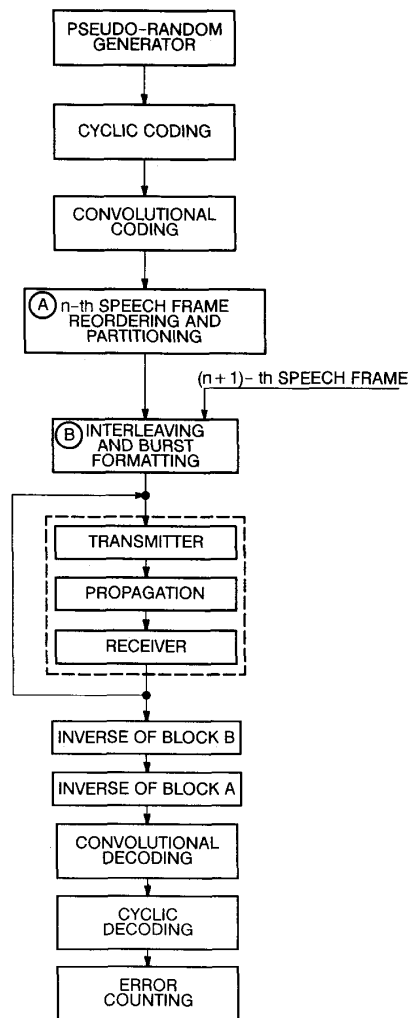 PSEUDO-RANDOM
GENERATOR
CYCLIC CODING
CONVOLUTIONAL
CODING
A n-th SPEECH FRAME
REORDERING AND
PARTITIONING
(n+1)-th SPEECH FRAME
B INTERLEAVING
AND BURST
FORMATTING
TRANSMITTER
PROPAGATION
RECEIVER
INVERSE OF BLOCK B
INVERSE OF BLOCK A
CONVOLUTIONAL
DECODING
CYCLIC
DECODING
ERROR
COUNTING